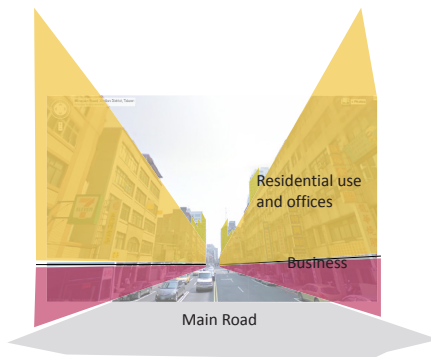 Residential use
and offices
Business
Main Road